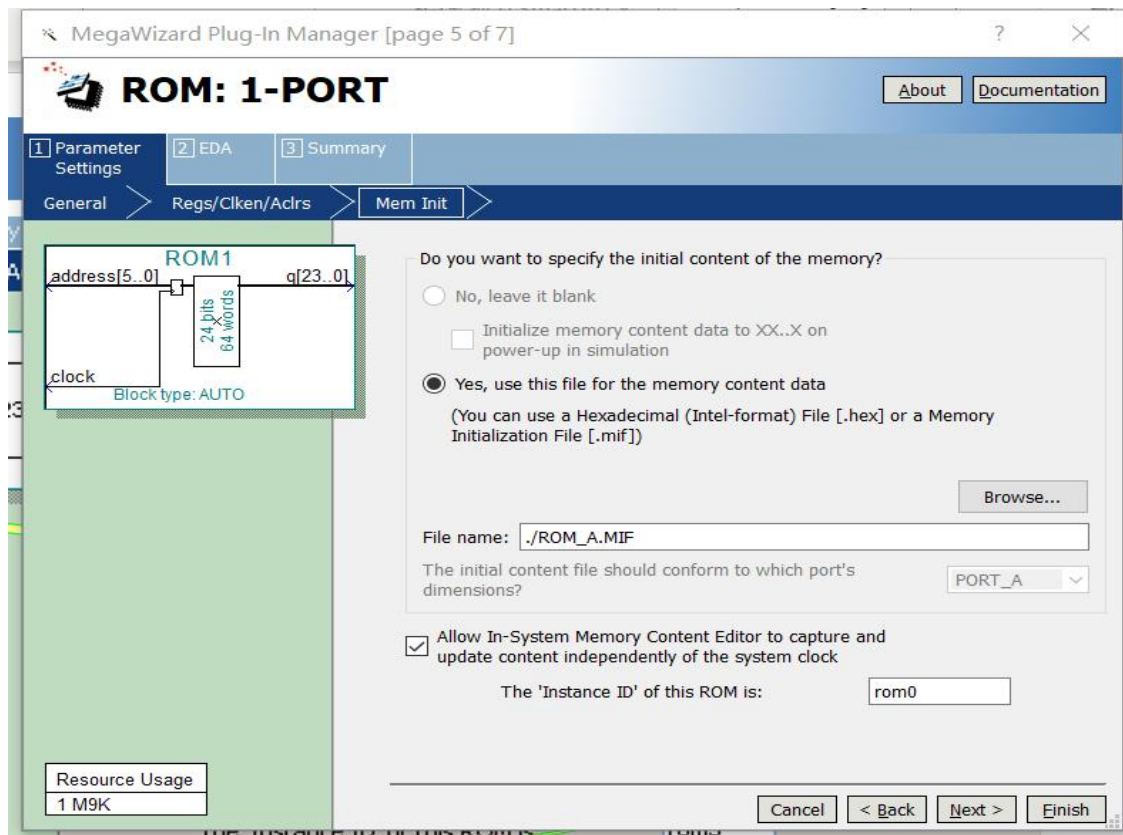 MegaWizard Plug-In Manager [page 5 of 7]
? 
ROM: 1-PORT
About
Documentation
1 Parameter Settings
2 EDA
3 Summary
General
Regs/Clken/Aclrs
Mem Init
ROM1
address[5..0]
q[23..0]
24 bits
64 words
clock
Block type: AUTO
Do you want to specify the initial content of the memory?
No, leave it blank
Initialize memory content data to XX..X on
power-up in simulation
Yes, use this file for the memory content data
(You can use a Hexadecimal (Intel-format) File [.hex] or a Memory
Initialization File [.mif])
Browse...
File name: ./ROM_A.MIF
The initial content file should conform to which port's
dimensions?
PORT_A
Allow In-System Memory Content Editor to capture and
update content independently of the system clock
The 'Instance ID' of this ROM is: rom0
Resource Usage
1 M9K
Cancel
< Back
Next >
Finish